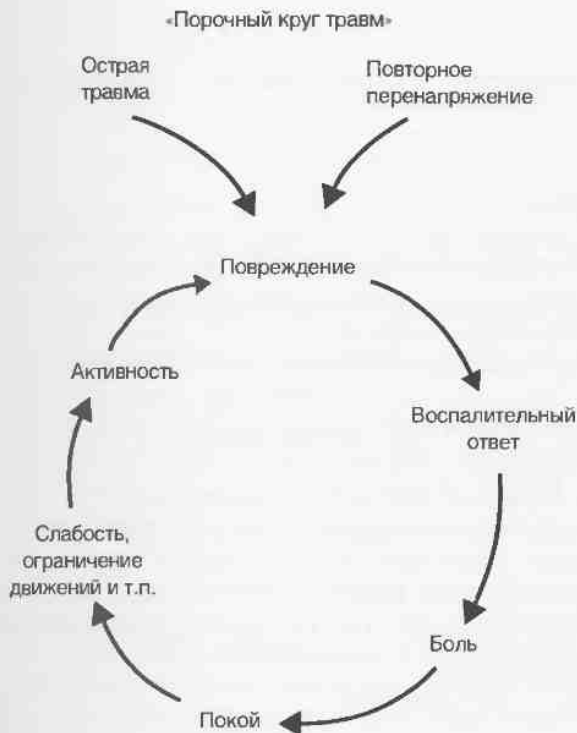 «Порочный круг травм»
Острая
травма
Повторное
перенапряжение
Повреждение
Воспалительный
ответ
Боль
Покой
Слабость,
ограничение
движений и т.п.
Активность